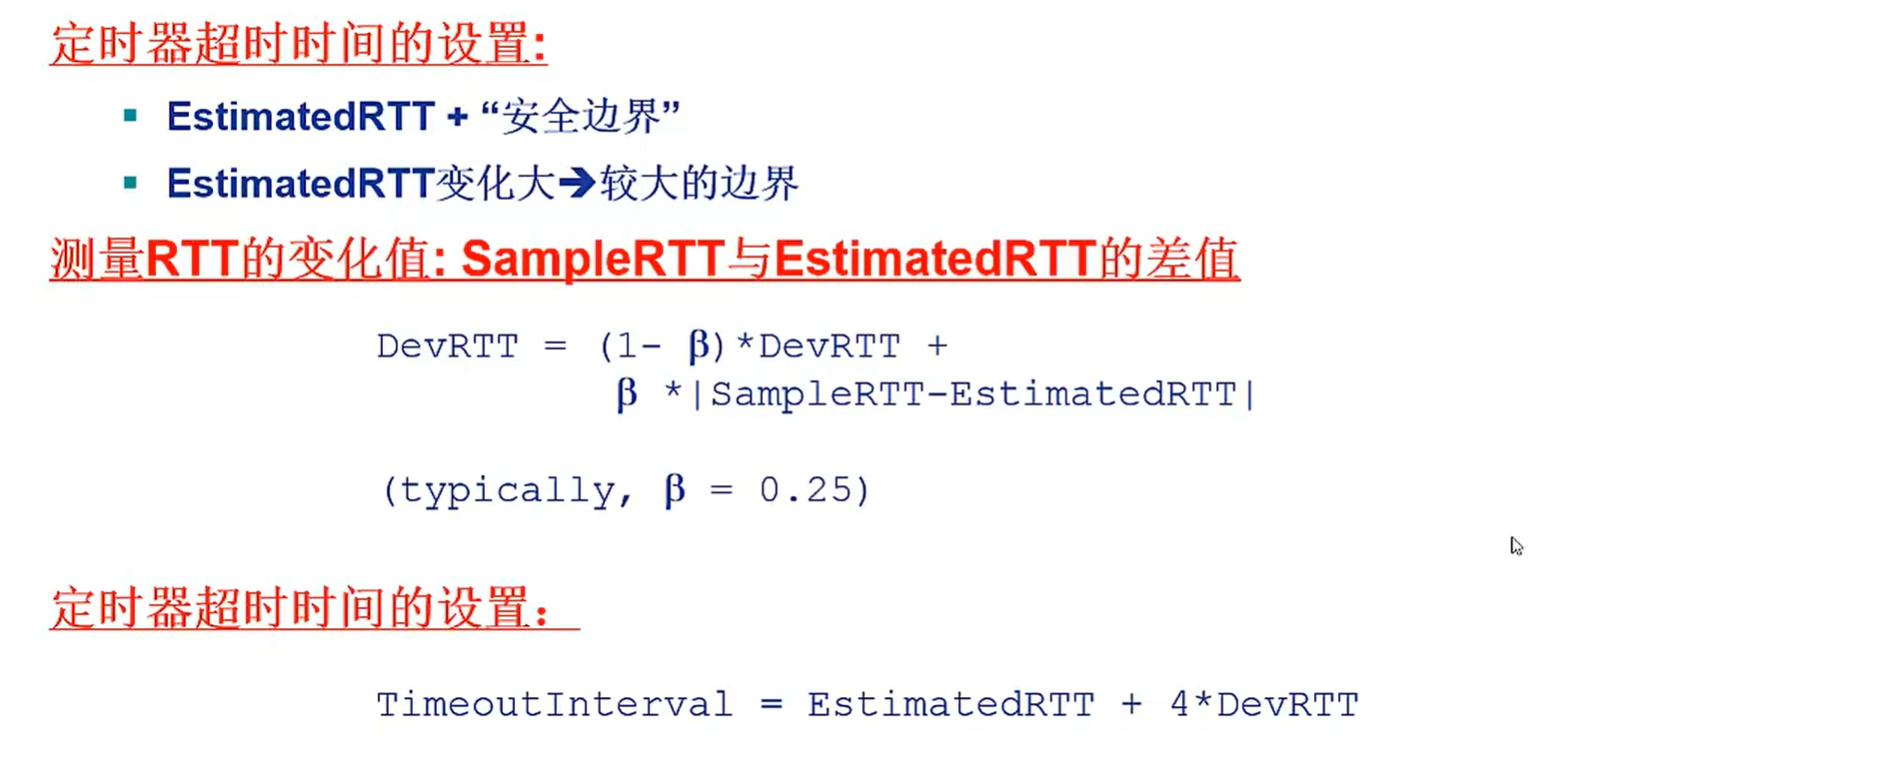 定时器超时时间的设置:
▪ EstimatedRTT + “安全边界”
▪ EstimatedRTT变化大➔较大的边界
测量RTT的变化值: SampleRTT与EstimatedRTT的差值
DevRTT = (1- β)*DevRTT +
β *|SampleRTT-EstimatedRTT|
(typically, β = 0.25)
定时器超时时间的设置：
TimeoutInterval = EstimatedRTT + 4*DevRTT